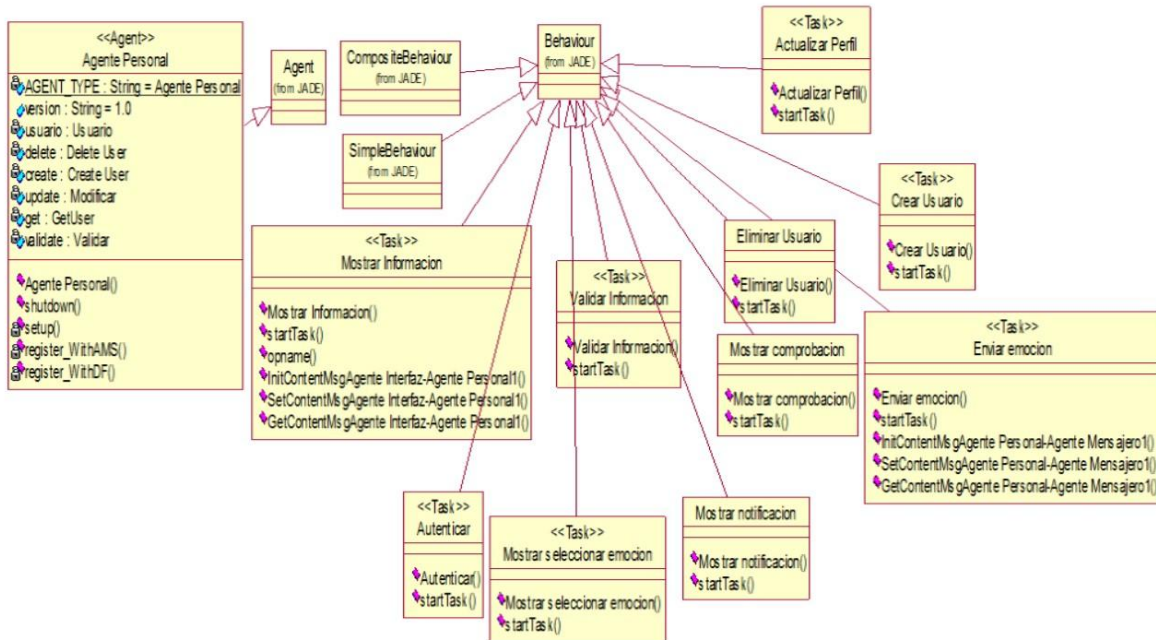 <<Agent>>
Agente Personal
AGENT_TYPE : String = Agente Personal
version : String = 1.0
usuario : Usuario
delete : Delete User
create : Create User
update : Modificar
get : GetUser
validate : Validar
Agente Personal()
shutdown()
setup()
register_WithAMS()
register_WithDF()
Agent
(from JADE)
CompositeBehaviour
(from JADE)
SimpleBehaviour
(from JADE)
Behaviour
(from JADE)
<<Task>>
Actualizar Perfil
Actualizar Perfil()
startTask()
<<Task>>
Crear Usuario
Crear Usuario()
startTask()
<<Task>>
Mostrar Informacion
Mostrar Informacion()
startTask()
opname()
InitContentMsgAgente Interfaz-Agente Personal1()
SetContentMsgAgente Interfaz-Agente Personal1()
GetContentMsgAgente Interfaz-Agente Personal1()
<<Task>>
Validar Informacion
Validar Informacion()
startTask()
Eliminar Usuario
Eliminar Usuario()
startTask()
Mostrar comprobacion
Mostrar comprobacion()
startTask()
<<Task>>
Enviar emocion
Enviar emocion()
startTask()
InitContentMsgAgente Personal-Agente Mensajero1()
SetContentMsgAgente Personal-Agente Mensajero1()
GetContentMsgAgente Personal-Agente Mensajero1()
<<Task>>
Autenticar
Autenticar()
startTask()
<<Task>>
Mostrar seleccionar emocion
Mostrar seleccionar emocion()
startTask()
Mostrar notificacion
Mostrar notificacion()
startTask()